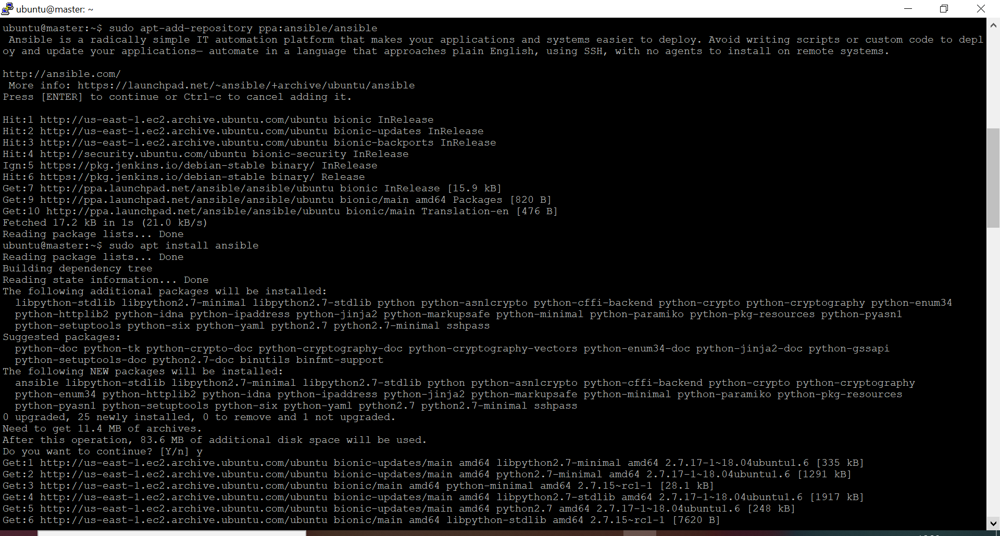 ubuntu@master: ~
ubuntu@master:~$ sudo apt-add-repository ppa:ansible/ansible
 Ansible is a radically simple IT automation platform that makes your applications and systems easier to deploy. Avoid writing scripts or custom code to depl
oy and update your applications— automate in a language that approaches plain English, using SSH, with no agents to install on remote systems.

http://ansible.com/
 More info: https://launchpad.net/~ansible/+archive/ubuntu/ansible
Press [ENTER] to continue or Ctrl-c to cancel adding it.

Hit:1 http://us-east-1.ec2.archive.ubuntu.com/ubuntu bionic InRelease
Hit:2 http://us-east-1.ec2.archive.ubuntu.com/ubuntu bionic-updates InRelease
Hit:3 http://us-east-1.ec2.archive.ubuntu.com/ubuntu bionic-backports InRelease
Hit:4 http://security.ubuntu.com/ubuntu bionic-security InRelease
Ign:5 https://pkg.jenkins.io/debian-stable binary/ InRelease
Hit:6 https://pkg.jenkins.io/debian-stable binary/ Release
Get:7 http://ppa.launchpad.net/ansible/ansible/ubuntu bionic InRelease [15.9 kB]
Get:9 http://ppa.launchpad.net/ansible/ansible/ubuntu bionic/main amd64 Packages [820 B]
Get:10 http://ppa.launchpad.net/ansible/ansible/ubuntu bionic/main Translation-en [476 B]
Fetched 17.2 kB in 1s (21.0 kB/s)
Reading package lists... Done
ubuntu@master:~$ sudo apt install ansible
Reading package lists... Done
Building dependency tree
Reading state information... Done
The following additional packages will be installed:
  libpython-stdlib libpython2.7-minimal libpython2.7-stdlib python python-asn1crypto python-cffi-backend python-crypto python-cryptography python-enum34
  python-httplib2 python-idna python-ipaddress python-jinja2 python-markupsafe python-minimal python-paramiko python-pkg-resources python-pyasn1
  python-setuptools python-six python-yaml python2.7 python2.7-minimal sshpass
Suggested packages:
  python-doc python-tk python-crypto-doc python-cryptography-doc python-cryptography-vectors python-enum34-doc python-jinja2-doc python-gssapi
  python-setuptools-doc python2.7-doc binutils binfmt-support
The following NEW packages will be installed:
  ansible libpython-stdlib libpython2.7-minimal libpython2.7-stdlib python python-asn1crypto python-cffi-backend python-crypto python-cryptography
  python-enum34 python-httplib2 python-idna python-ipaddress python-jinja2 python-markupsafe python-minimal python-paramiko python-pkg-resources
  python-pyasn1 python-setuptools python-six python-yaml python2.7 python2.7-minimal sshpass
0 upgraded, 25 newly installed, 0 to remove and 1 not upgraded.
Need to get 11.4 MB of archives.
After this operation, 83.6 MB of additional disk space will be used.
Do you want to continue? [Y/n] y
Get:1 http://us-east-1.ec2.archive.ubuntu.com/ubuntu bionic-updates/main amd64 libpython2.7-minimal amd64 2.7.17-1~18.04ubuntu1.6 [335 kB]
Get:2 http://us-east-1.ec2.archive.ubuntu.com/ubuntu bionic-updates/main amd64 python2.7-minimal amd64 2.7.17-1~18.04ubuntu1.6 [1291 kB]
Get:3 http://us-east-1.ec2.archive.ubuntu.com/ubuntu bionic/main amd64 python-minimal amd64 2.7.15~rc1-1 [28.1 kB]
Get:4 http://us-east-1.ec2.archive.ubuntu.com/ubuntu bionic-updates/main amd64 libpython2.7-stdlib amd64 2.7.17-1~18.04ubuntu1.6 [1917 kB]
Get:5 http://us-east-1.ec2.archive.ubuntu.com/ubuntu bionic-updates/main amd64 python2.7 amd64 2.7.17-1~18.04ubuntu1.6 [248 kB]
Get:6 http://us-east-1.ec2.archive.ubuntu.com/ubuntu bionic/main amd64 libpython-stdlib amd64 2.7.15~rc1-1 [7620 B]